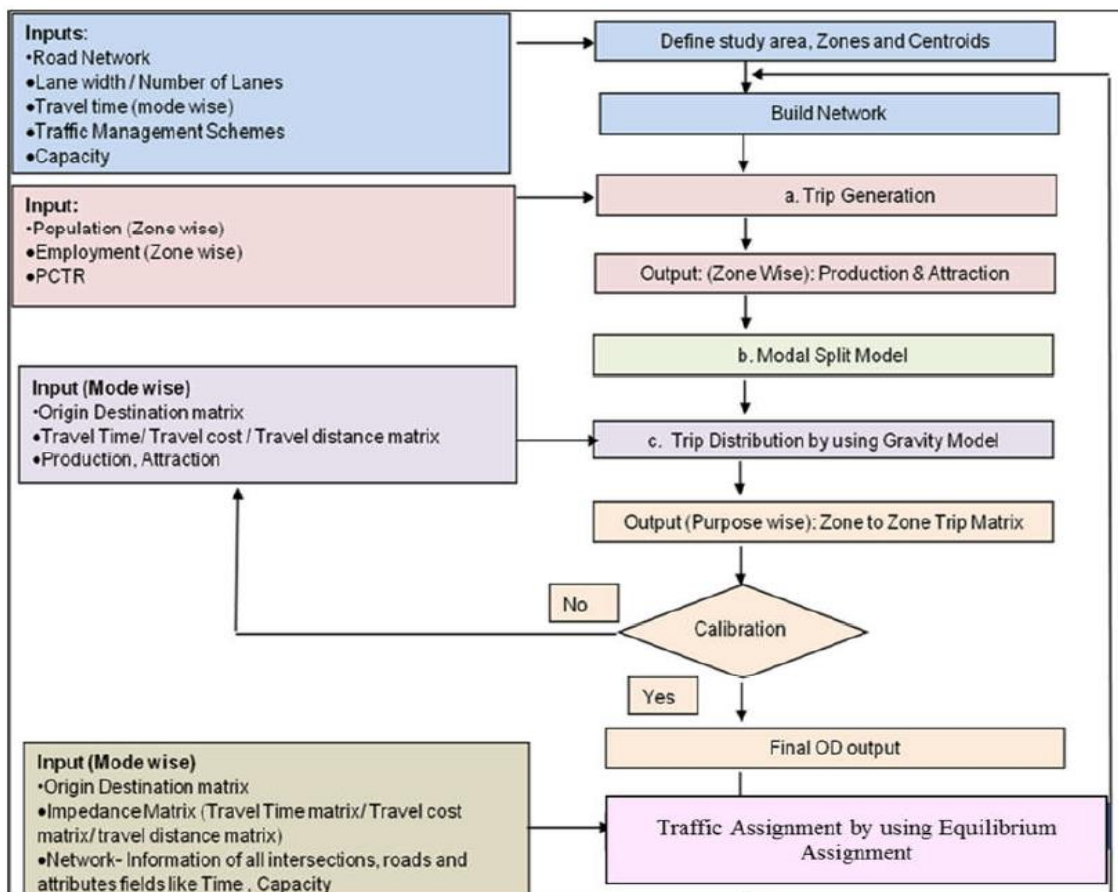 Inputs:
•Road Network
●Lane width / Number of Lanes
●Travel time (mode wise)
●Traffic Management Schemes
●Capacity
Define study area, Zones and Centroids
Build Network
Input:
•Population (Zone wise)
●Employment (Zone wise)
●PCTR
a. Trip Generation
Output: (Zone Wise): Production & Attraction
b. Modal Split Model
Input (Mode wise)
•Origin Destination matrix
●Travel Time/ Travel cost / Travel distance matrix
●Production, Attraction
c. Trip Distribution by using Gravity Model
Output (Purpose wise): Zone to Zone Trip Matrix
No
Calibration
Yes
Final OD output
Input (Mode wise)
•Origin Destination matrix
●Impedance Matrix (Travel Time matrix/ Travel cost
matrix/ travel distance matrix)
●Network- Information of all intersections, roads and
attributes fields like Time , Capacity
Traffic Assignment by using Equilibrium
Assignment